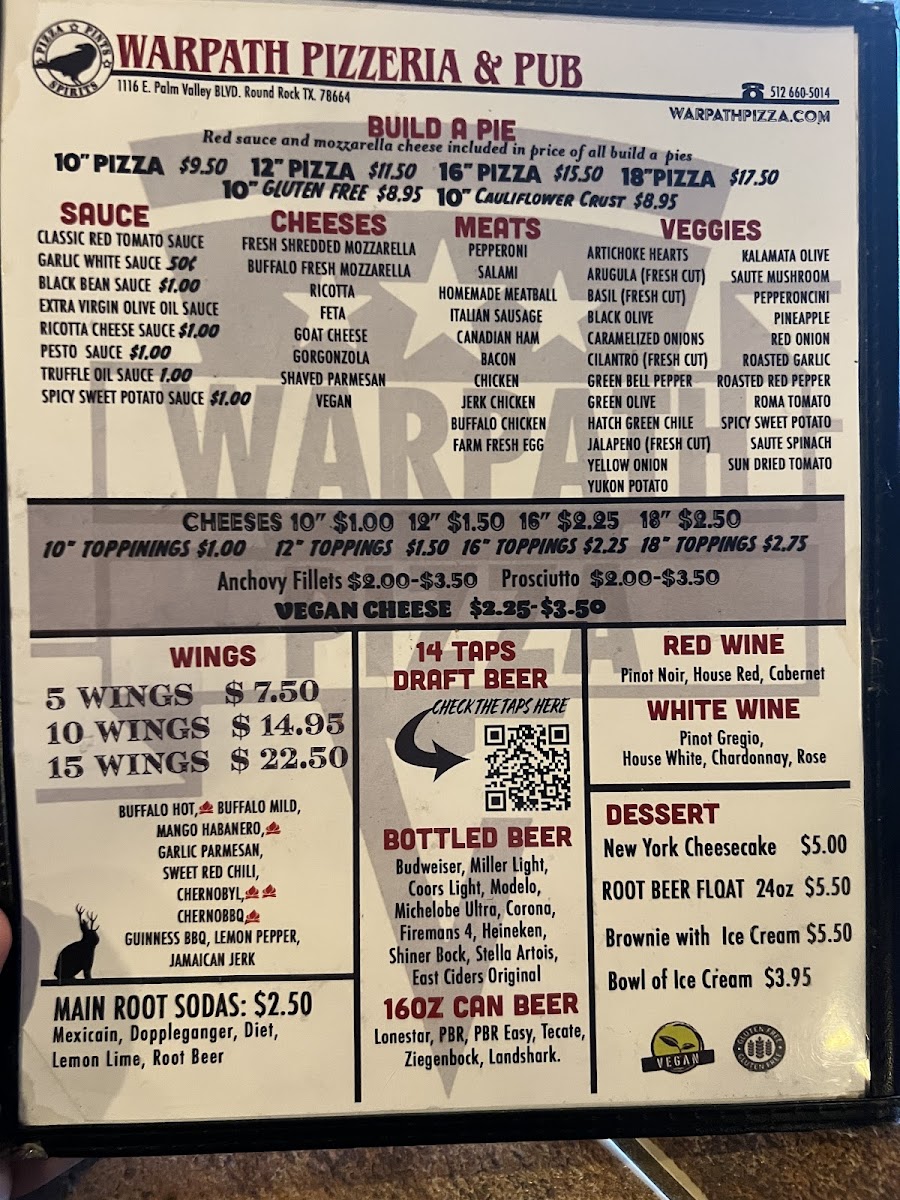 PIZZA ☆ PINTS ☆ SPIRITS
WARPATH PIZZERIA & PUB
1116 E. Palm Valley BLVD. Round Rock TX. 78664
☎ 512 660-5014
WARPATHPIZZA.COM
BUILD A PIE
Red sauce and mozzarella cheese included in price of all build a pies
10" PIZZA $9.50 12" PIZZA $11.50 16" PIZZA $15.50 18"PIZZA $17.50
10" GLUTEN FREE $8.95 10" CAULIFLOWER CRUST $8.95
SAUCE
CLASSIC RED TOMATO SAUCE
GARLIC WHITE SAUCE .50¢
BLACK BEAN SAUCE $1.00
EXTRA VIRGIN OLIVE OIL SAUCE
RICOTTA CHEESE SAUCE $1.00
PESTO SAUCE $1.00
TRUFFLE OIL SAUCE 1.00
SPICY SWEET POTATO SAUCE $1.00
CHEESES
FRESH SHREDDED MOZZARELLA
BUFFALO FRESH MOZZARELLA
RICOTTA
FETA
GOAT CHEESE
GORGONZOLA
SHAVED PARMESAN
VEGAN
MEATS
PEPPERONI
SALAMI
HOMEMADE MEATBALL
ITALIAN SAUSAGE
CANADIAN HAM
BACON
CHICKEN
JERK CHICKEN
BUFFALO CHICKEN
FARM FRESH EGG
VEGGIES
ARTICHOKE HEARTS
ARUGULA (FRESH CUT)
BASIL (FRESH CUT)
BLACK OLIVE
CARAMELIZED ONIONS
CILANTRO (FRESH CUT)
GREEN BELL PEPPER
GREEN OLIVE
HATCH GREEN CHILE
JALAPENO (FRESH CUT)
YELLOW ONION
YUKON POTATO
KALAMATA OLIVE
SAUTE MUSHROOM
PEPPERONCINI
PINEAPPLE
RED ONION
ROASTED GARLIC
ROASTED RED PEPPER
ROMA TOMATO
SPICY SWEET POTATO
SAUTE SPINACH
SUN DRIED TOMATO
WARPATH
PIZZA
CHEESES 10" $1.00 12" $1.50 16" $2.25 18" $2.50
10" TOPPININGS $1.00 12" TOPPINGS $1.50 16" TOPPINGS $2.25 18" TOPPINGS $2.75
Anchovy Fillets $2.00-$3.50 Prosciutto $2.00-$3.50
VEGAN CHEESE $2.25-$3.50
WINGS
5 WINGS $ 7.50
10 WINGS $ 14.95
15 WINGS $ 22.50
BUFFALO HOT, BUFFALO MILD,
MANGO HABANERO,
GARLIC PARMESAN,
SWEET RED CHILI,
CHERNOBYL,
CHERNOBBQ
GUINNESS BBQ, LEMON PEPPER,
JAMAICAN JERK
MAIN ROOT SODAS: $2.50
Mexicain, Doppleganger, Diet,
Lemon Lime, Root Beer
14 TAPS
DRAFT BEER
CHECK THE TAPS HERE
BOTTLED BEER
Budweiser, Miller Light,
Coors Light, Modelo,
Michelobe Ultra, Corona,
Firemans 4, Heineken,
Shiner Bock, Stella Artois,
East Ciders Original
16OZ CAN BEER
Lonestar, PBR, PBR Easy, Tecate,
Ziegenbock, Landshark.
RED WINE
Pinot Noir, House Red, Cabernet
WHITE WINE
Pinot Gregio,
House White, Chardonnay, Rose
DESSERT
New York Cheesecake $5.00
ROOT BEER FLOAT 24oz $5.50
Brownie with Ice Cream $5.50
Bowl of Ice Cream $3.95
VEGAN
GLUTEN FREE GLUTEN FREE